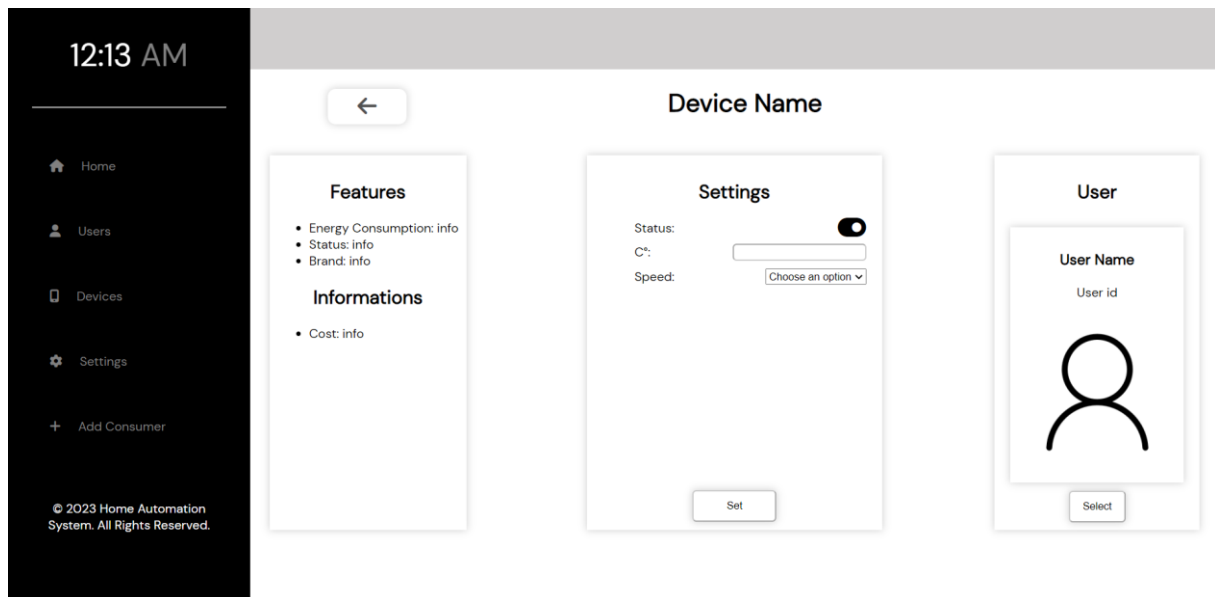 12:13 AM
Home
Users
Devices
Settings
Add Consumer
© 2023 Home Automation
System. All Rights Reserved.
Device Name
Features
Energy Consumption: info
Status: info
Brand: info
Informations
Cost: info
Settings
Status:
C°:
Speed:
Choose an option
Set
User
User Name
User id
Select